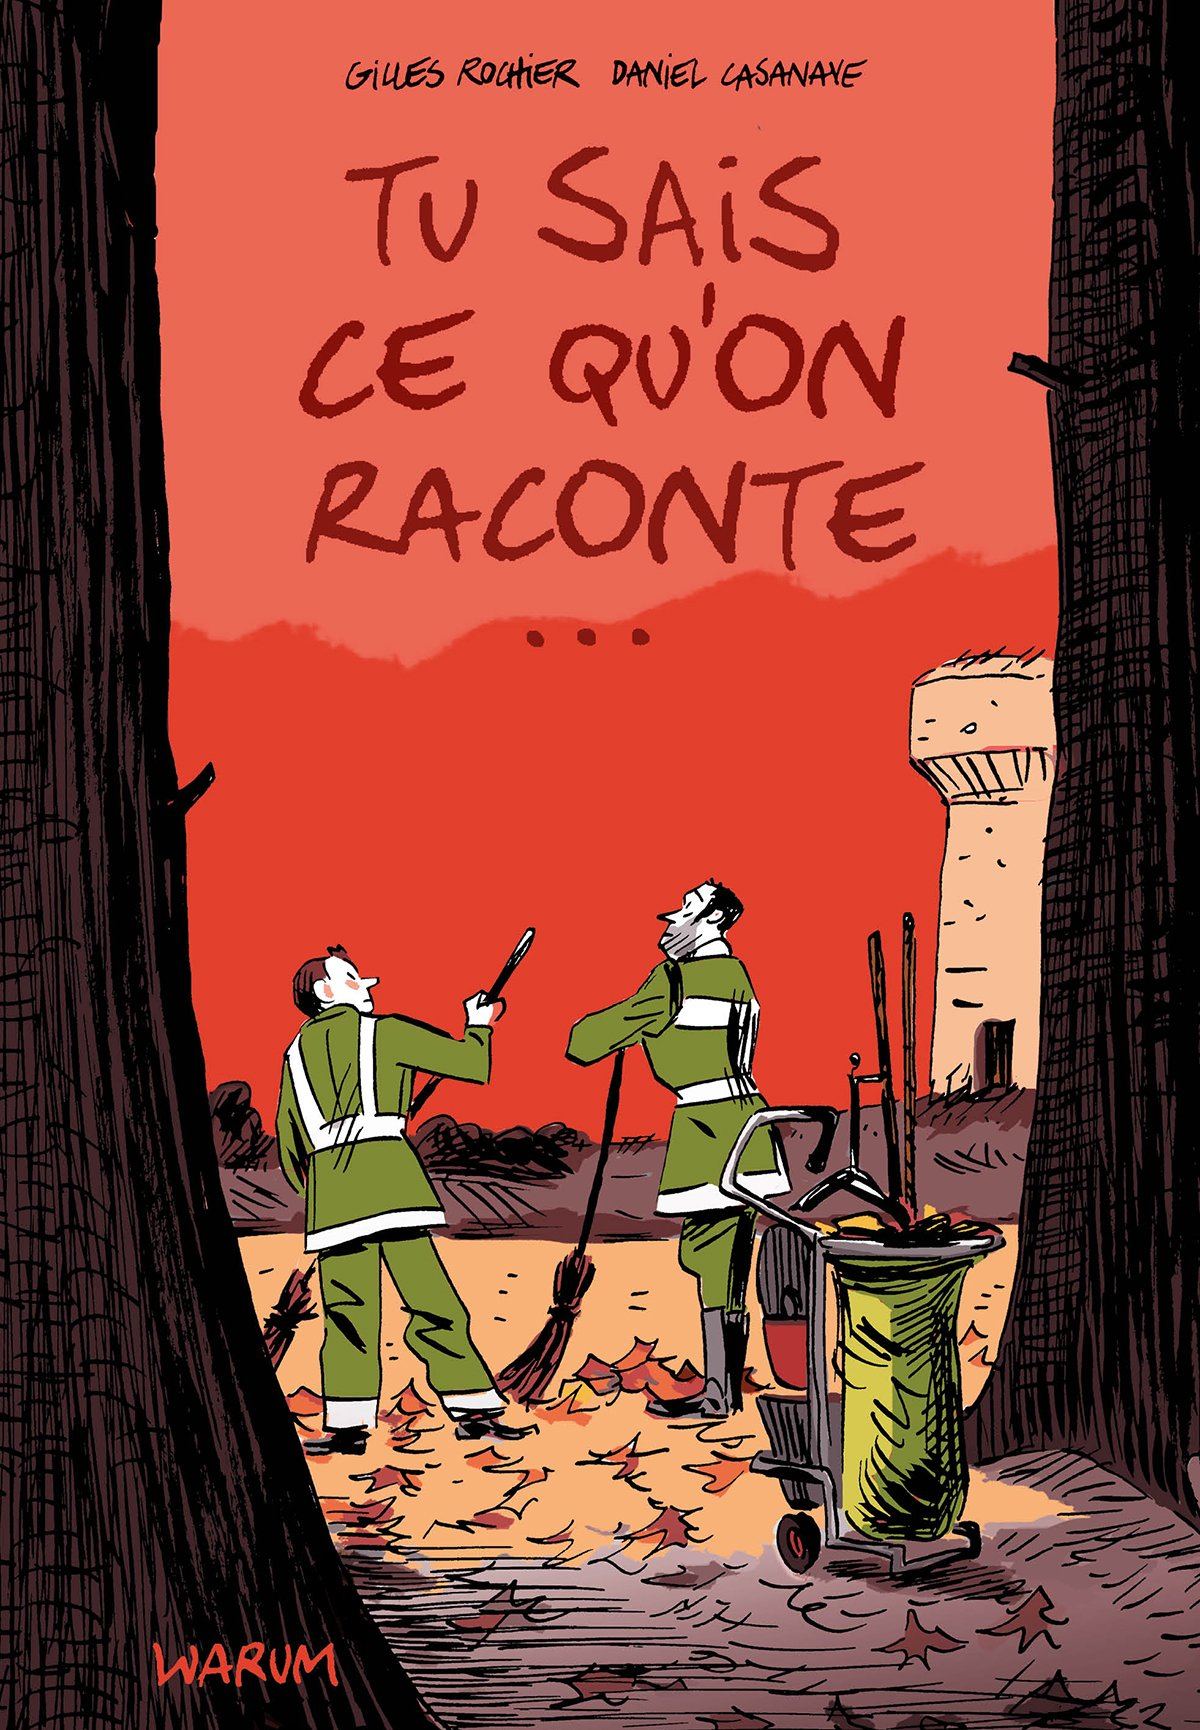 GILLES ROCHIER DANIEL CASANAVE
TU SAIS
CE QU'ON
RACONTE
...
WARUM